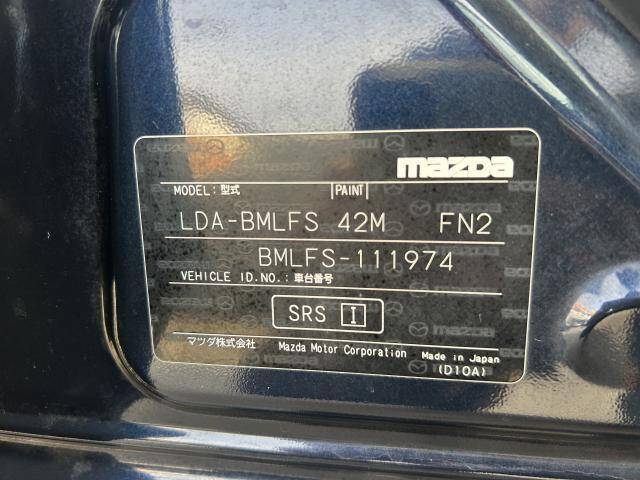 mazda
MODEL:型式 PAINT
LDA-BMLFS 42M FN2
BMLFS-111974
VEHICLE ID.NO.:車台番号
SRS I
マツダ株式会社 Mazda Motor Corporation Made in Japan
(D10A)